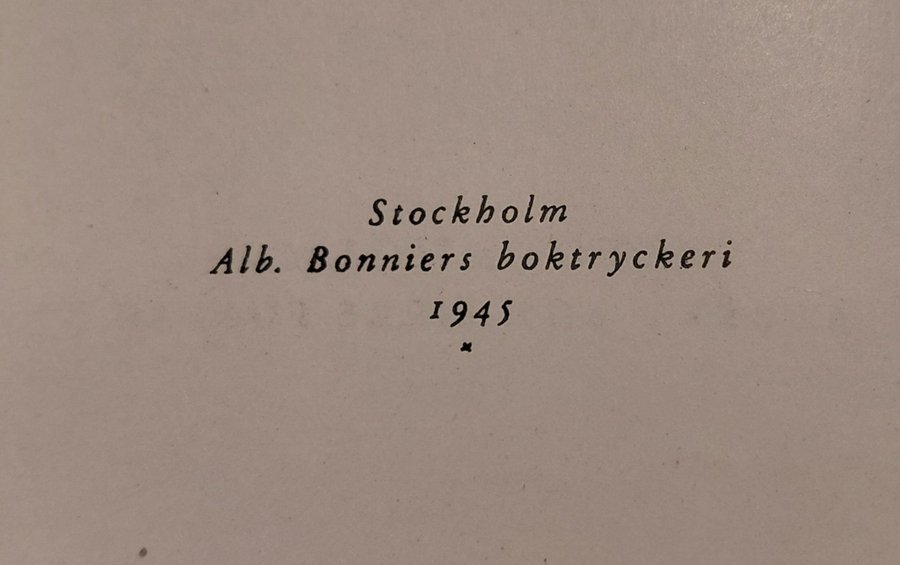 Stockholm
Alb. Bonniers boktryckeri
1945
*